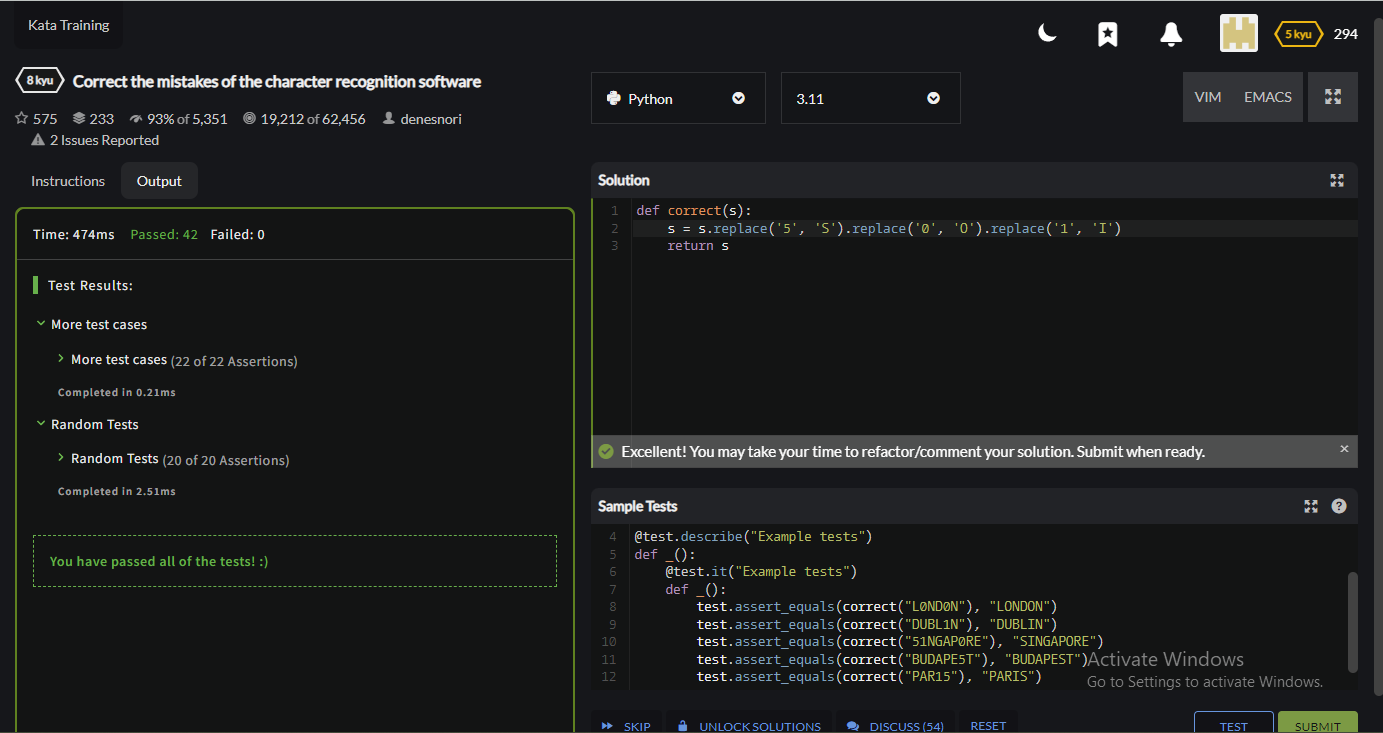 Kata Training
5 kyu 294
8 kyu Correct the mistakes of the character recognition software
575 233 93% of 5,351 19,212 of 62,456 denesnori
2 Issues Reported
Python 3.11 VIM EMACS
Instructions Output
Time: 474ms Passed: 42 Failed: 0
Test Results:
More test cases
More test cases (22 of 22 Assertions)
Completed in 0.21ms
Random Tests
Random Tests (20 of 20 Assertions)
Completed in 2.51ms
You have passed all of the tests! :)
Solution
1 def correct(s):
2 s = s.replace('5', 'S').replace('0', 'O').replace('1', 'I')
3 return s
Excellent! You may take your time to refactor/comment your solution. Submit when ready.
Sample Tests
4 @test.describe("Example tests")
5 def _():
6 @test.it("Example tests")
7 def _():
8 test.assert_equals(correct("L0ND0N"), "LONDON")
9 test.assert_equals(correct("DUBL1N"), "DUBLIN")
10 test.assert_equals(correct("51NGAP0RE"), "SINGAPORE")
11 test.assert_equals(correct("BUDAPE5T"), "BUDAPEST")
12 test.assert_equals(correct("PAR15"), "PARIS")
Activate Windows
Go to Settings to activate Windows.
SKIP UNLOCK SOLUTIONS DISCUSS (54) RESET TEST SUBMIT